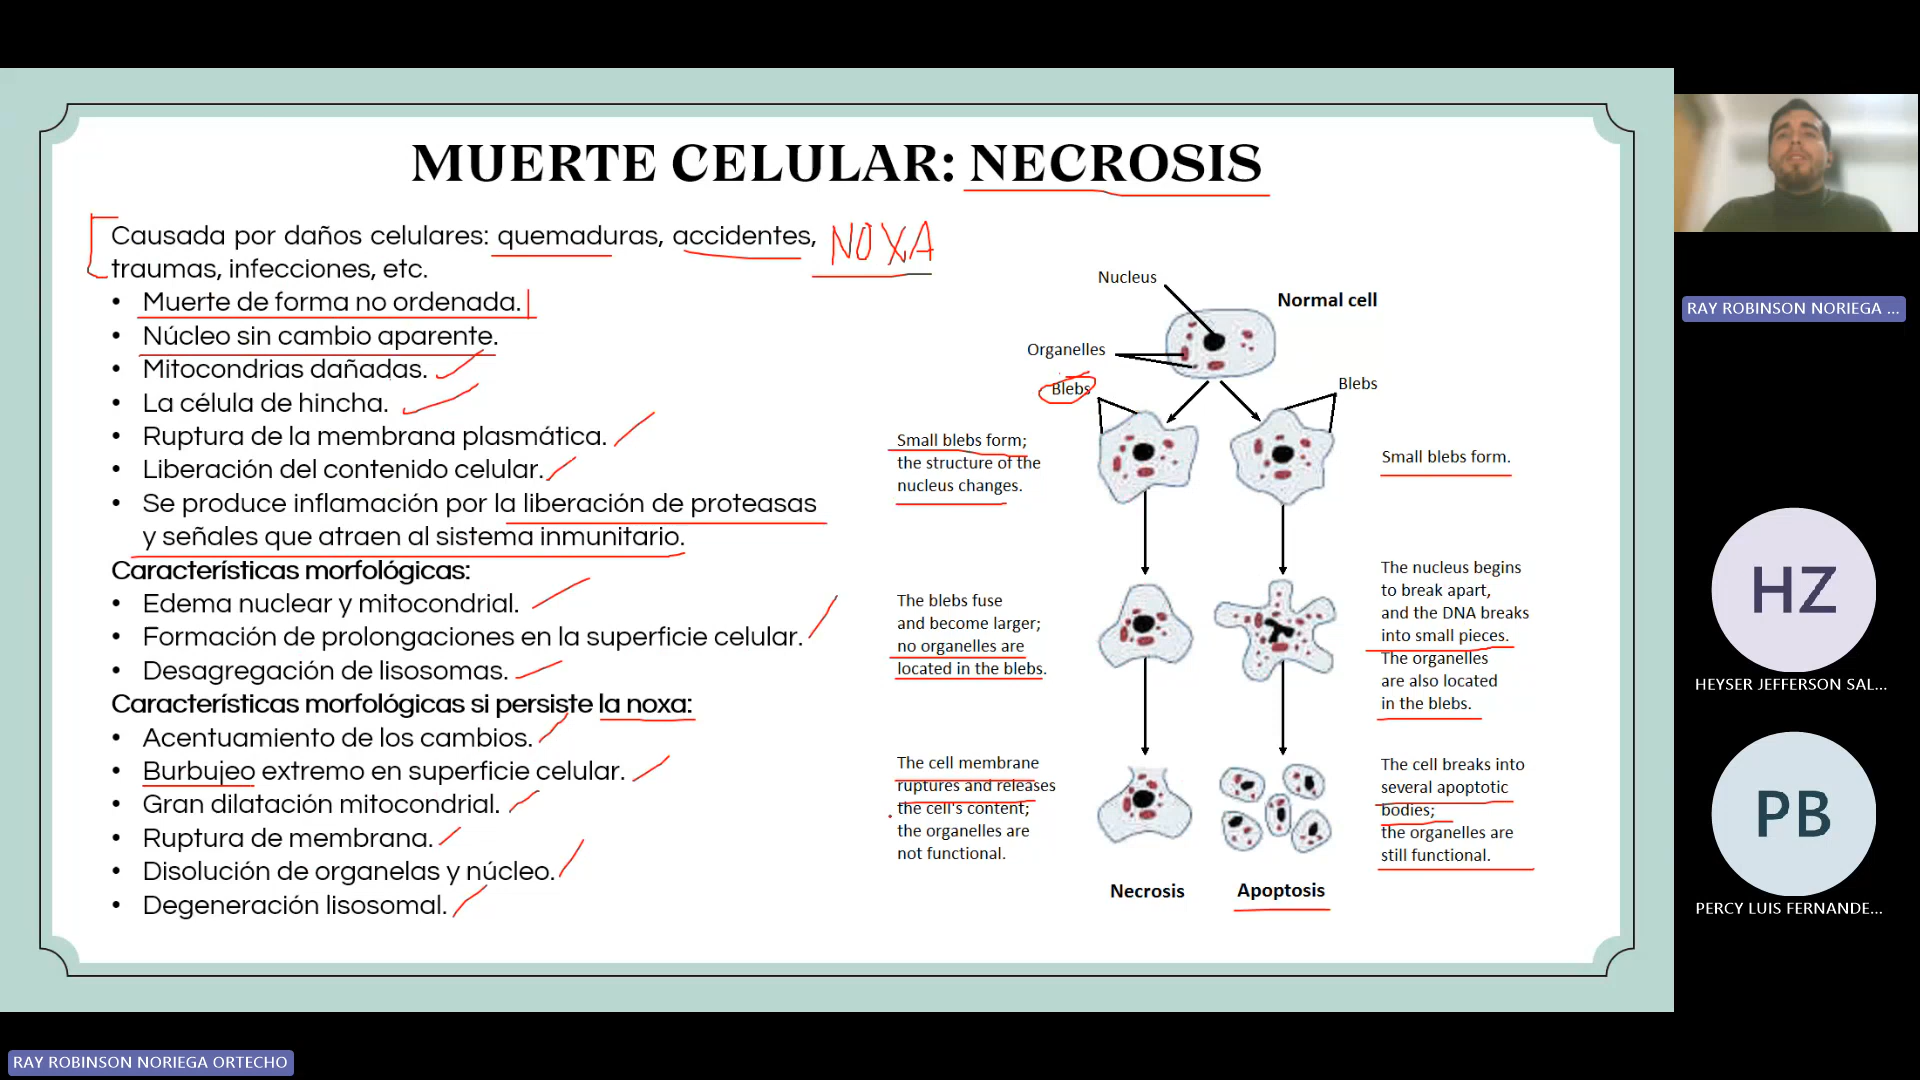 MUERTE CELULAR: NECROSIS
Causada por daños celulares: quemaduras, accidentes, NOXA
traumas, infecciones, etc.
• Muerte de forma no ordenada.
• Núcleo sin cambio aparente.
• Mitocondrias dañadas.
• La célula de hincha.
• Ruptura de la membrana plasmática.
• Liberación del contenido celular.
• Se produce inflamación por la liberación de proteasas
y señales que atraen al sistema inmunitario.
Características morfológicas:
• Edema nuclear y mitocondrial.
• Formación de prolongaciones en la superficie celular.
• Desagregación de lisosomas.
Características morfológicas si persiste la noxa:
• Acentuamiento de los cambios.
• Burbujeo extremo en superficie celular.
• Gran dilatación mitocondrial.
• Ruptura de membrana.
• Disolución de organelas y núcleo.
• Degeneración lisosomal.
Nucleus
Normal cell
Organelles
Blebs
Blebs
Small blebs form;
the structure of the
nucleus changes.
Small blebs form.
The blebs fuse
and become larger;
no organelles are
located in the blebs.
The nucleus begins
to break apart,
and the DNA breaks
into small pieces.
The organelles
are also located
in the blebs.
The cell membrane
ruptures and releases
the cell's content;
the organelles are
not functional.
The cell breaks into
several apoptotic
bodies;
the organelles are
still functional.
Necrosis
Apoptosis
RAY ROBINSON NORIEGA ...
HZ
HEYSER JEFFERSON SAL...
PB
PERCY LUIS FERNANDE...
RAY ROBINSON NORIEGA ORTECHO